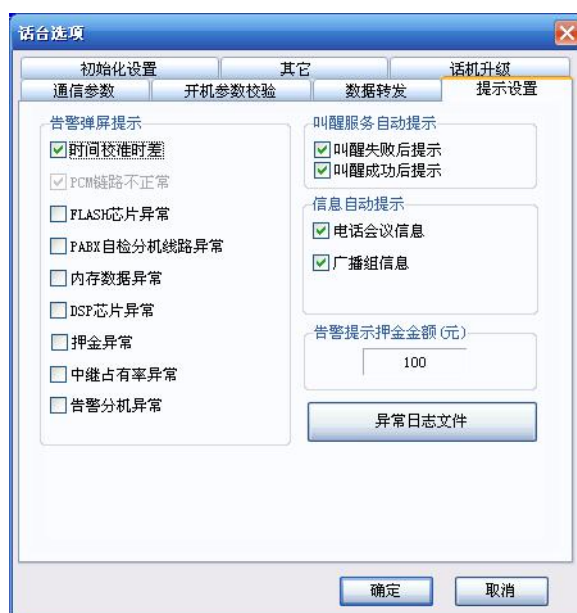 话台选项
初始化设置 其它 话机升级
通信参数 开机参数校验 数据转发 提示设置
告警弹屏提示
时间校准时差
PCM链路不正常
FLASH芯片异常
PABX自检分机线路异常
内存数据异常
DSP芯片异常
押金异常
中继占有率异常
告警分机异常
叫醒服务自动提示
叫醒失败后提示
叫醒成功后提示
信息自动提示
电话会议信息
广播组信息
告警提示押金金额(元)
100
异常日志文件
确定 取消